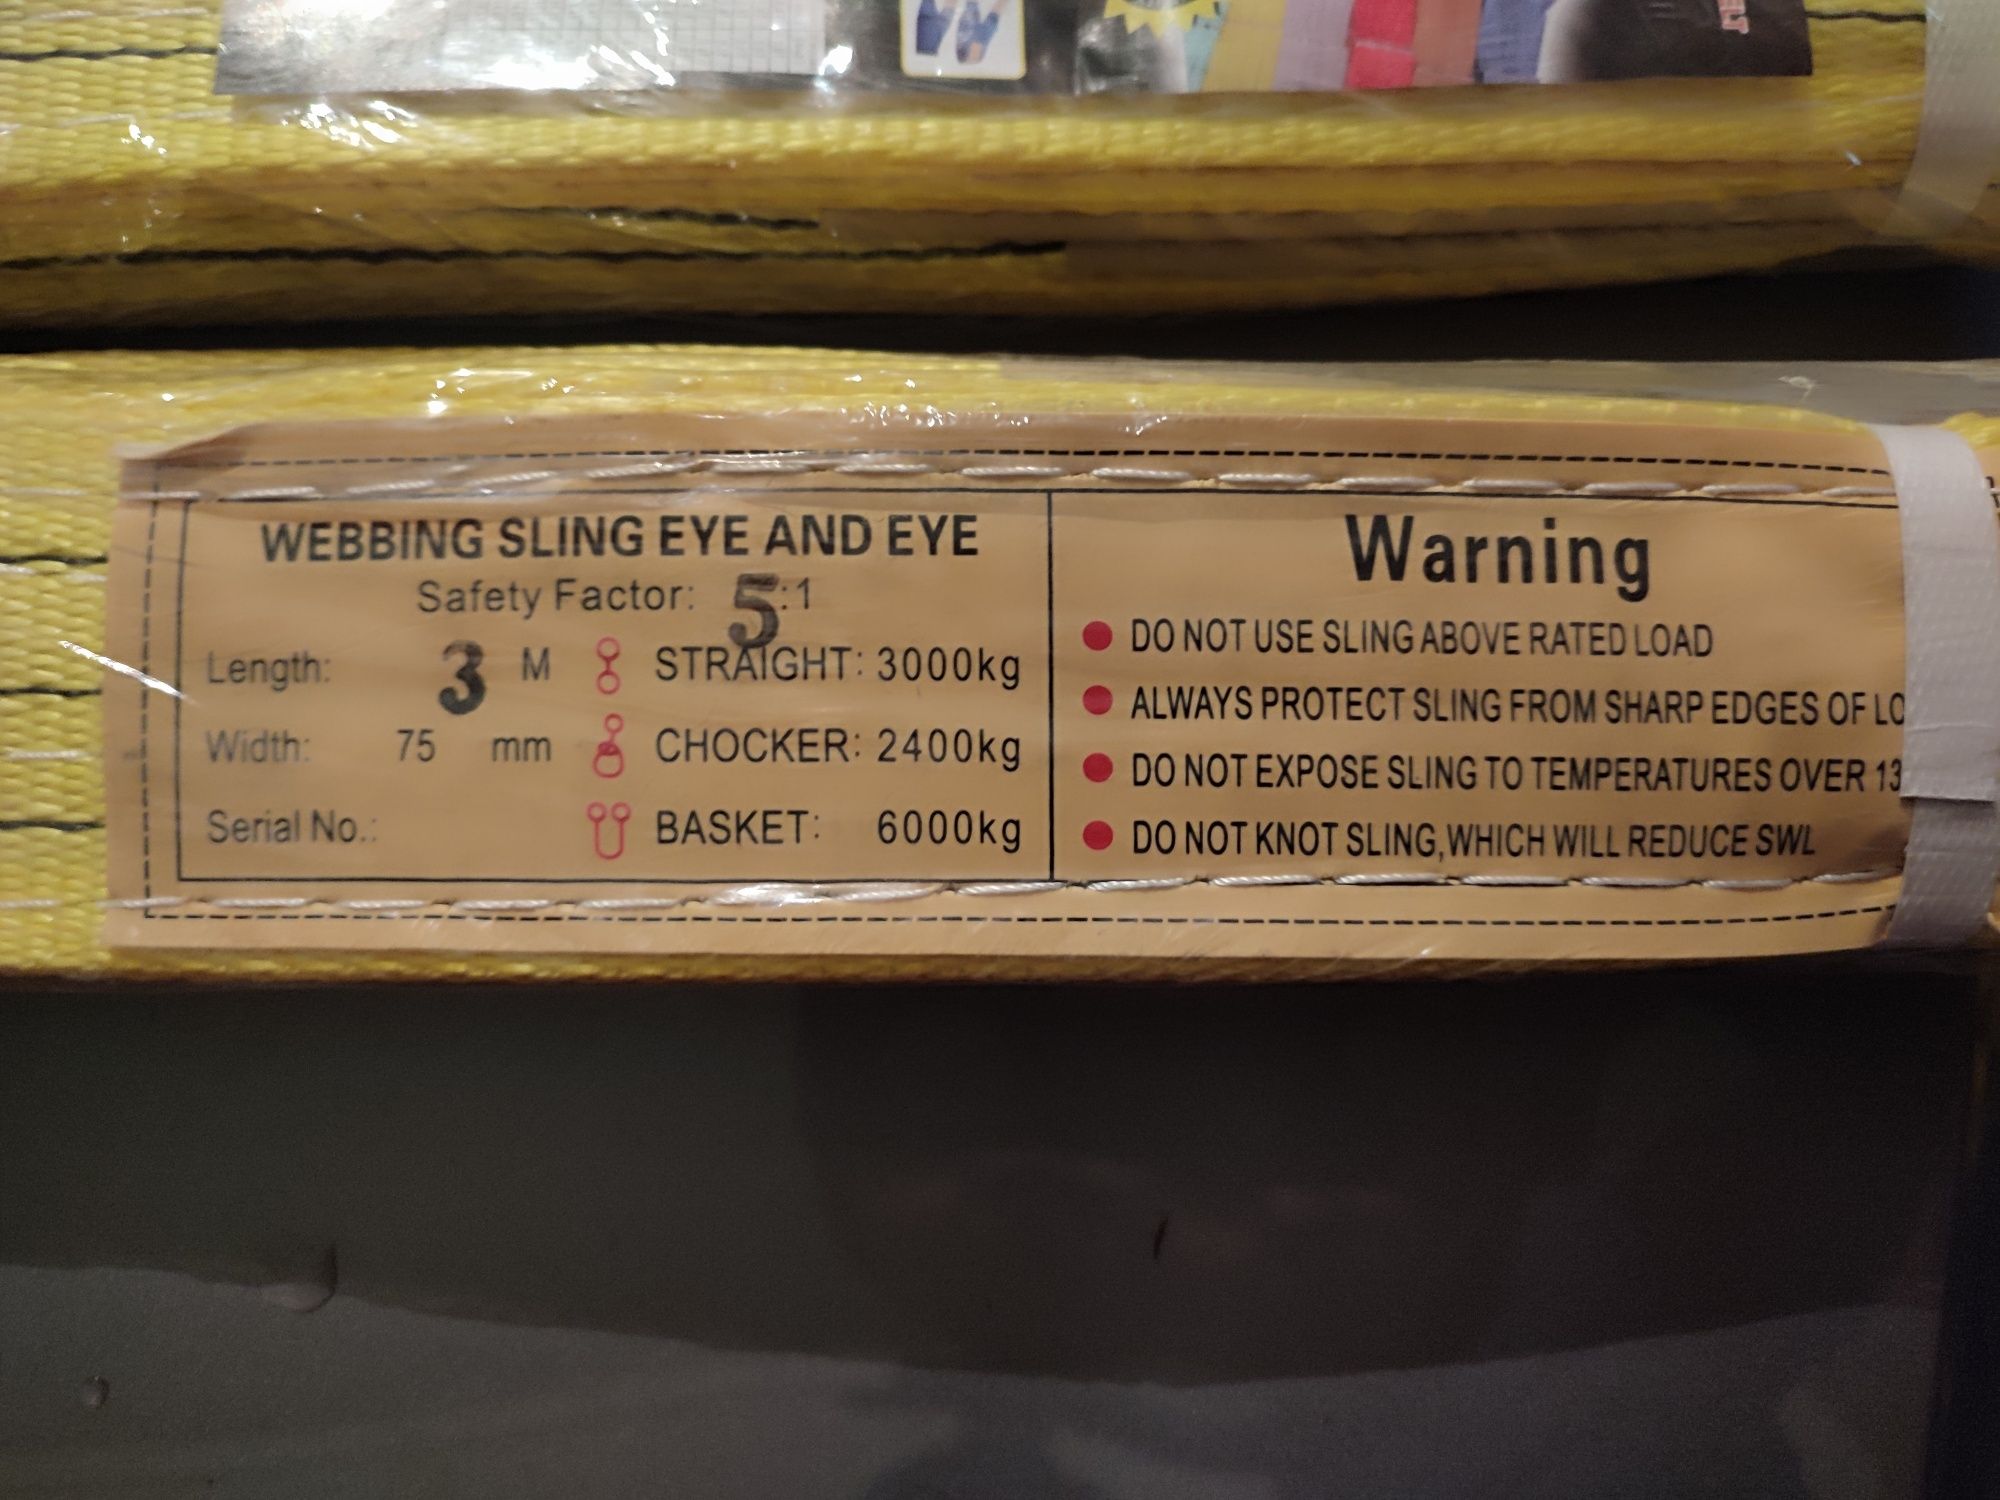 ELT
WEBBING SLING EYE AND EYE
Safety Factor: 5:1
Length: 3 M STRAIGHT: 3000kg
Width: 75 mm CHOCKER: 2400kg
Serial No.: BASKET: 6000kg
Warning
DO NOT USE SLING ABOVE RATED LOAD
ALWAYS PROTECT SLING FROM SHARP EDGES OF LO
DO NOT EXPOSE SLING TO TEMPERATURES OVER 13
DO NOT KNOT SLING,WHICH WILL REDUCE SWL